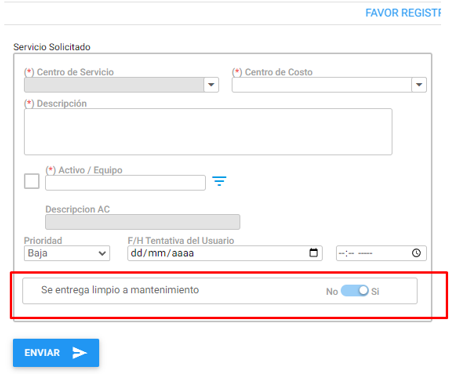 FAVOR REGISTR
Servicio Solicitado
(*) Centro de Servicio
(*) Centro de Costo
(*) Descripción
(*) Activo / Equipo
Descripcion AC
Prioridad
F/H Tentativa del Usuario
Baja
dd/mm/aaaa
--:-- ----
Se entrega limpio a mantenimiento
No
Si
ENVIAR